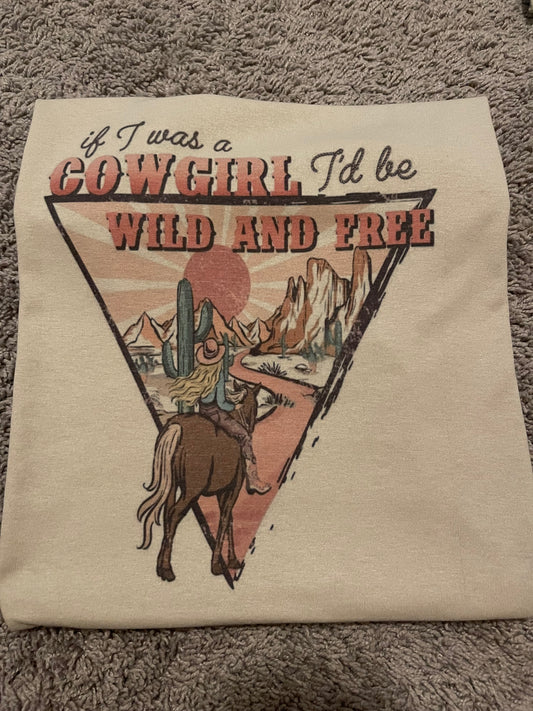 if I was a
COWGIRL I'd be
WILD AND FREE